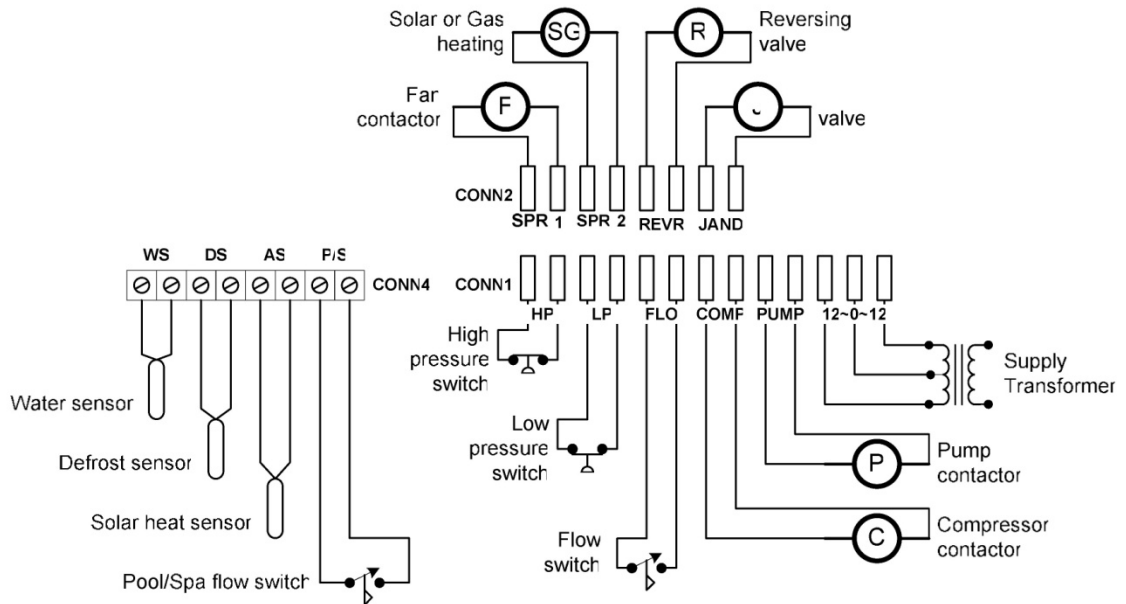 Solar or Gas
heating
SG
R
Reversing
valve
Far
contactor
F
valve
CONN2
SPR 1
SPR 2
REVR
JAND
WS
DS
AS
P/S
CONN4
CONN1
HP
LP
FLO
COMF
PUMP
12~0~12
High
pressure
switch
Supply
Transformer
Water sensor
Low
pressure
switch
Defrost sensor
P
Pump
contactor
Solar heat sensor
Flow
switch
C
Compressor
contactor
Pool/Spa flow switch